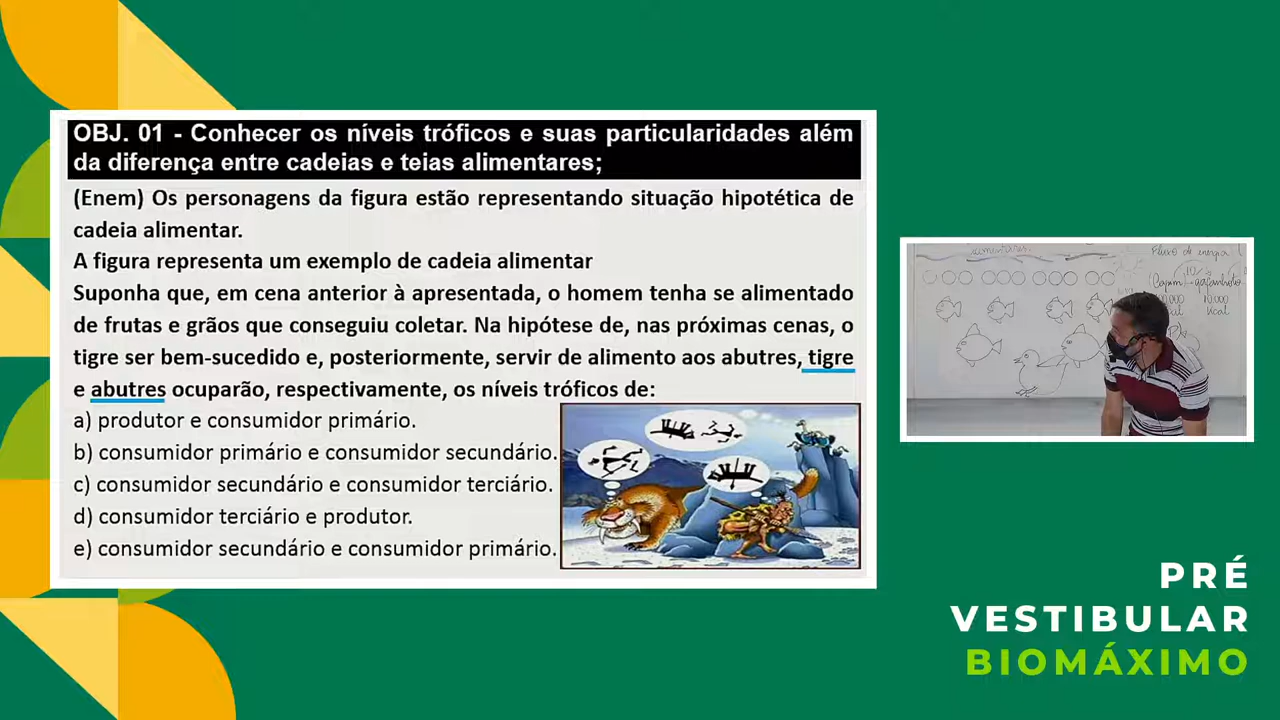 OBJ. 01 - Conhecer os níveis tróficos e suas particularidades além
da diferença entre cadeias e teias alimentares;
(Enem) Os personagens da figura estão representando situação hipotética de
cadeia alimentar.
A figura representa um exemplo de cadeia alimentar
Suponha que, em cena anterior à apresentada, o homem tenha se alimentado
de frutas e grãos que conseguiu coletar. Na hipótese de, nas próximas cenas, o
tigre ser bem-sucedido e, posteriormente, servir de alimento aos abutres, tigre
e abutres ocuparão, respectivamente, os níveis tróficos de:
a) produtor e consumidor primário.
b) consumidor primário e consumidor secundário.
c) consumidor secundário e consumidor terciário.
d) consumidor terciário e produtor.
e) consumidor secundário e consumidor primário.
Fluxo de energia
10.000
PRÉ
VESTIBULAR
BIOMÁXIMO